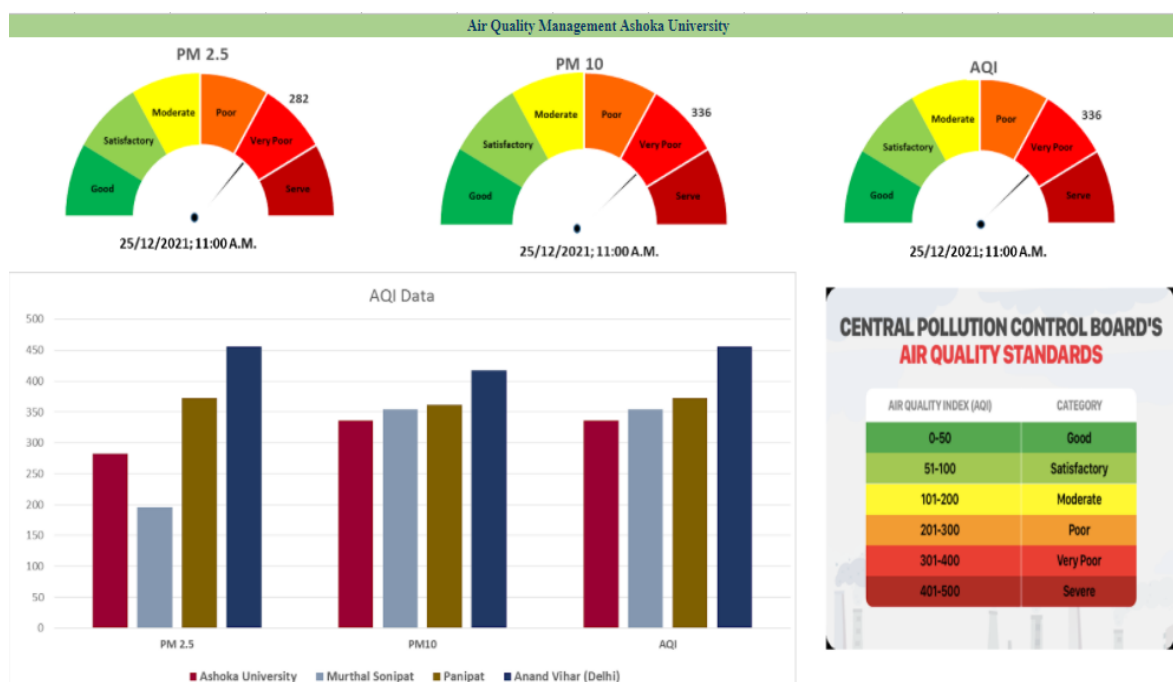 Air Quality Management Ashoka University
PM 2.5
Good
Satisfactory
Moderate
Poor
Very Poor
Serve
282
25/12/2021; 11:00 A.M.
PM 10
Good
Satisfactory
Moderate
Poor
Very Poor
Serve
336
25/12/2021; 11:00 A.M.
AQI
Good
Satisfactory
Moderate
Poor
Very Poor
Serve
336
25/12/2021; 11:00 A.M.
AQI Data
500
450
400
350
300
250
200
150
100
50
0
PM 2.5 PM10 AQI
Ashoka University Murthal Sonipat Panipat Anand Vihar (Delhi)
CENTRAL POLLUTION CONTROL BOARD'S
AIR QUALITY STANDARDS
AIR QUALITY INDEX (AQI) CATEGORY
0-50 Good
51-100 Satisfactory
101-200 Moderate
201-300 Poor
301-400 Very Poor
401-500 Severe